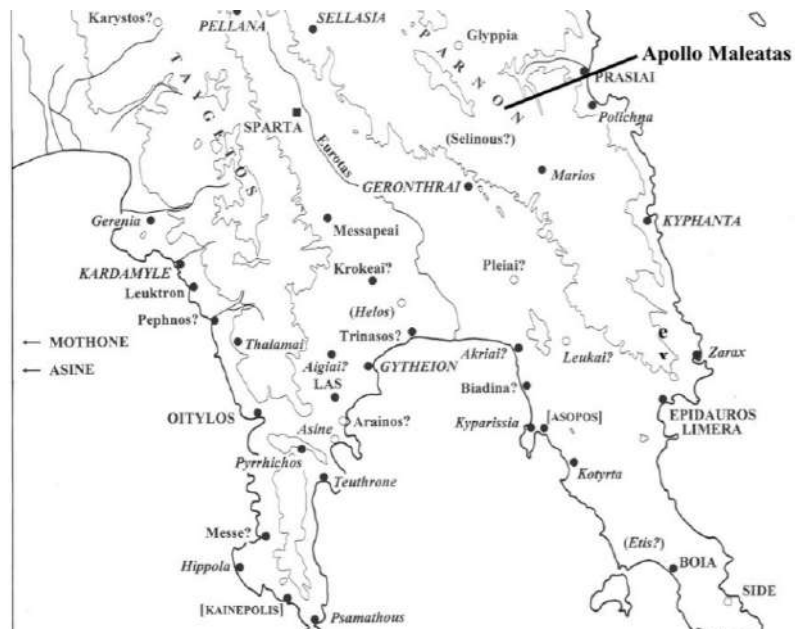 Karystos?
PELLANA
SELLASIA
Glyppia
Apollo Maleatas
PRASIAI
PARNON
TAYGETOS
SPARTA
Polichna
Eurotas
(Selinous?)
Marios
GERONTHRAI
Gerenia
Messapeai
KYPHANTA
KARDAMYLE
Krokeai?
Pleiai?
Leuktron
(Helos)
Pephnos?
Trinasos?
MOTHONE
Thalamai
Akriai?
Leukai?
Zarax
ASINE
Aigiai?
GYTHEION
LAS
Biadina?
OITYLOS
Arainos?
Kyparissia
[ASOPOS]
EPIDAUROS
LIMERA
Asine
Pyrrhichos
Kotyrta
Teuthrone
Messe?
(Etis?)
Hippola
BOIA
[KAINEPOLIS]
SIDE
Psamathous